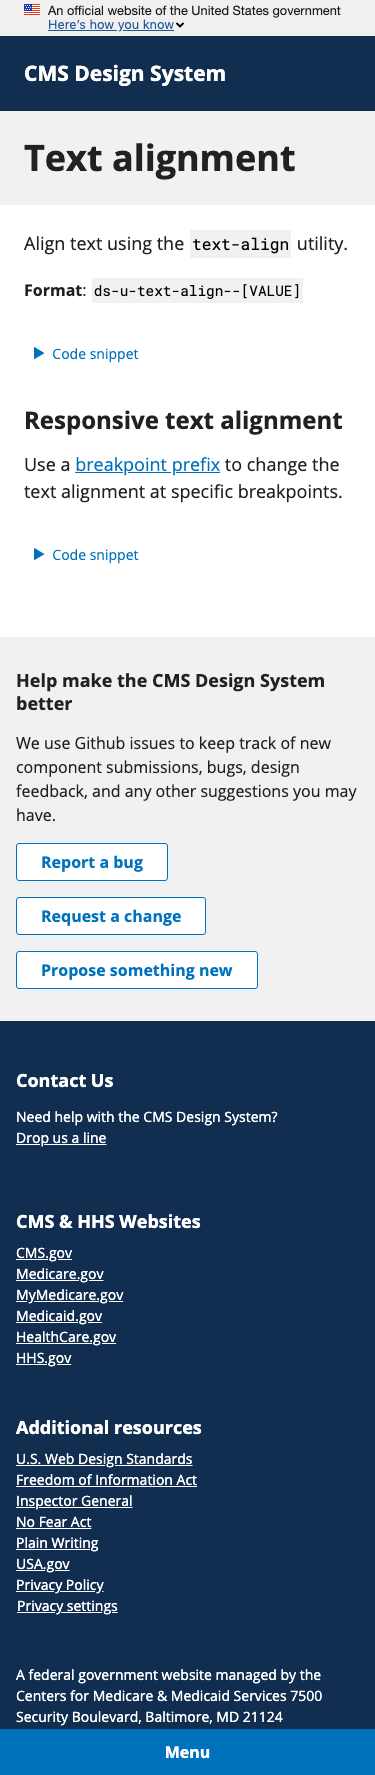 An official website of the United States government
Here's how you know
CMS Design System
Text alignment
Align text using the text-align utility.
Format: ds-u-text-align--[VALUE]
Code snippet
Responsive text alignment
Use a breakpoint prefix to change the
text alignment at specific breakpoints.
Code snippet
Help make the CMS Design System
better
We use Github issues to keep track of new
component submissions, bugs, design
feedback, and any other suggestions you may
have.
Report a bug
Request a change
Propose something new
Contact Us
Need help with the CMS Design System?
Drop us a line
CMS & HHS Websites
CMS.gov
Medicare.gov
MyMedicare.gov
Medicaid.gov
HealthCare.gov
HHS.gov
Additional resources
U.S. Web Design Standards
Freedom of Information Act
Inspector General
No Fear Act
Plain Writing
USA.gov
Privacy Policy
Privacy settings
A federal government website managed by the
Centers for Medicare & Medicaid Services 7500
Security Boulevard, Baltimore, MD 21124
Menu